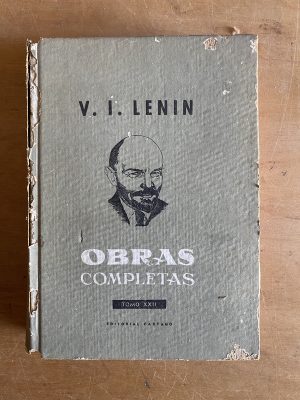 V. I. LENIN
OBRAS
COMPLETAS
TOMO XXII
EDITORIAL CARTAGO